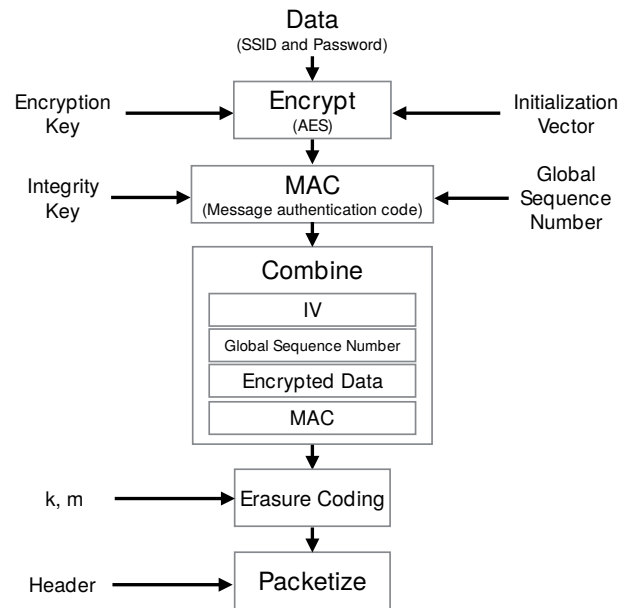 Data
(SSID and Password)
Encryption
Key
Encrypt
(AES)
Initialization
Vector
Integrity
Key
MAC
(Message authentication code)
Global
Sequence
Number
Combine
IV
Global Sequence Number
Encrypted Data
MAC
k, m
Erasure Coding
Header
Packetize